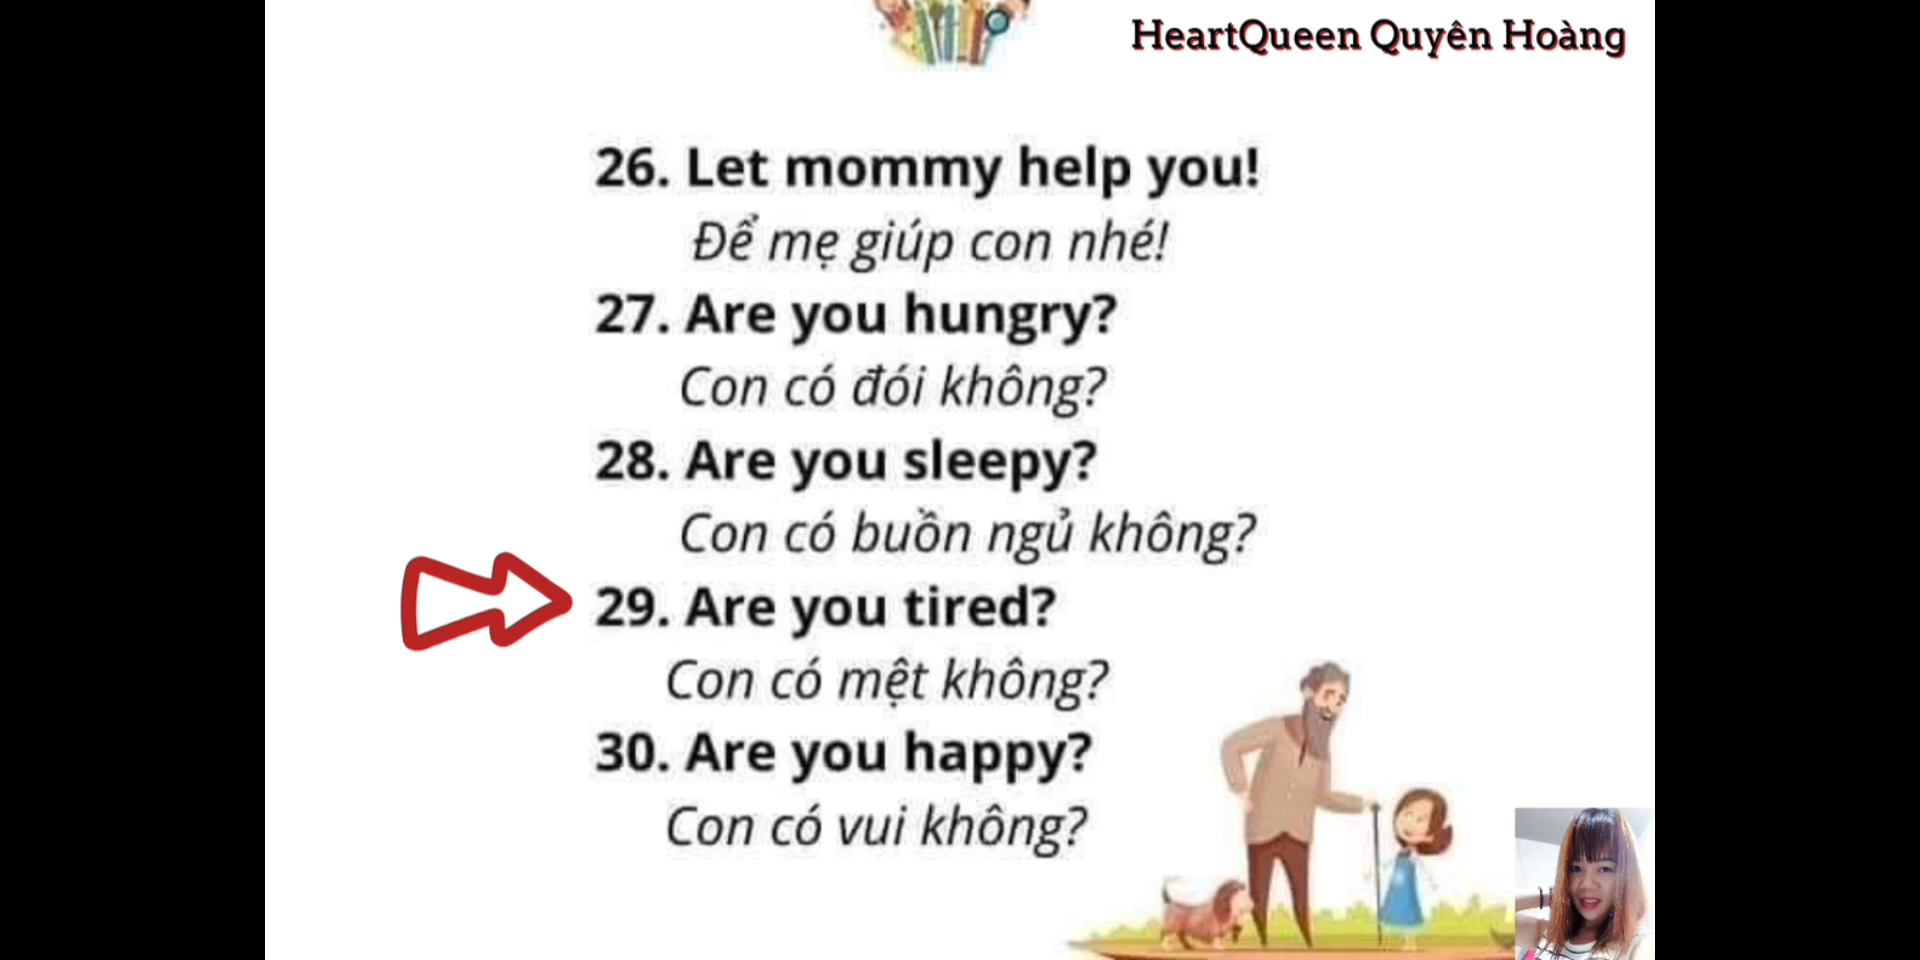 HeartQueen Quyên Hoàng
26. Let mommy help you!
Để mẹ giúp con nhé!
27. Are you hungry?
Con có đói không?
28. Are you sleepy?
Con có buồn ngủ không?
29. Are you tired?
Con có mệt không?
30. Are you happy?
Con có vui không?